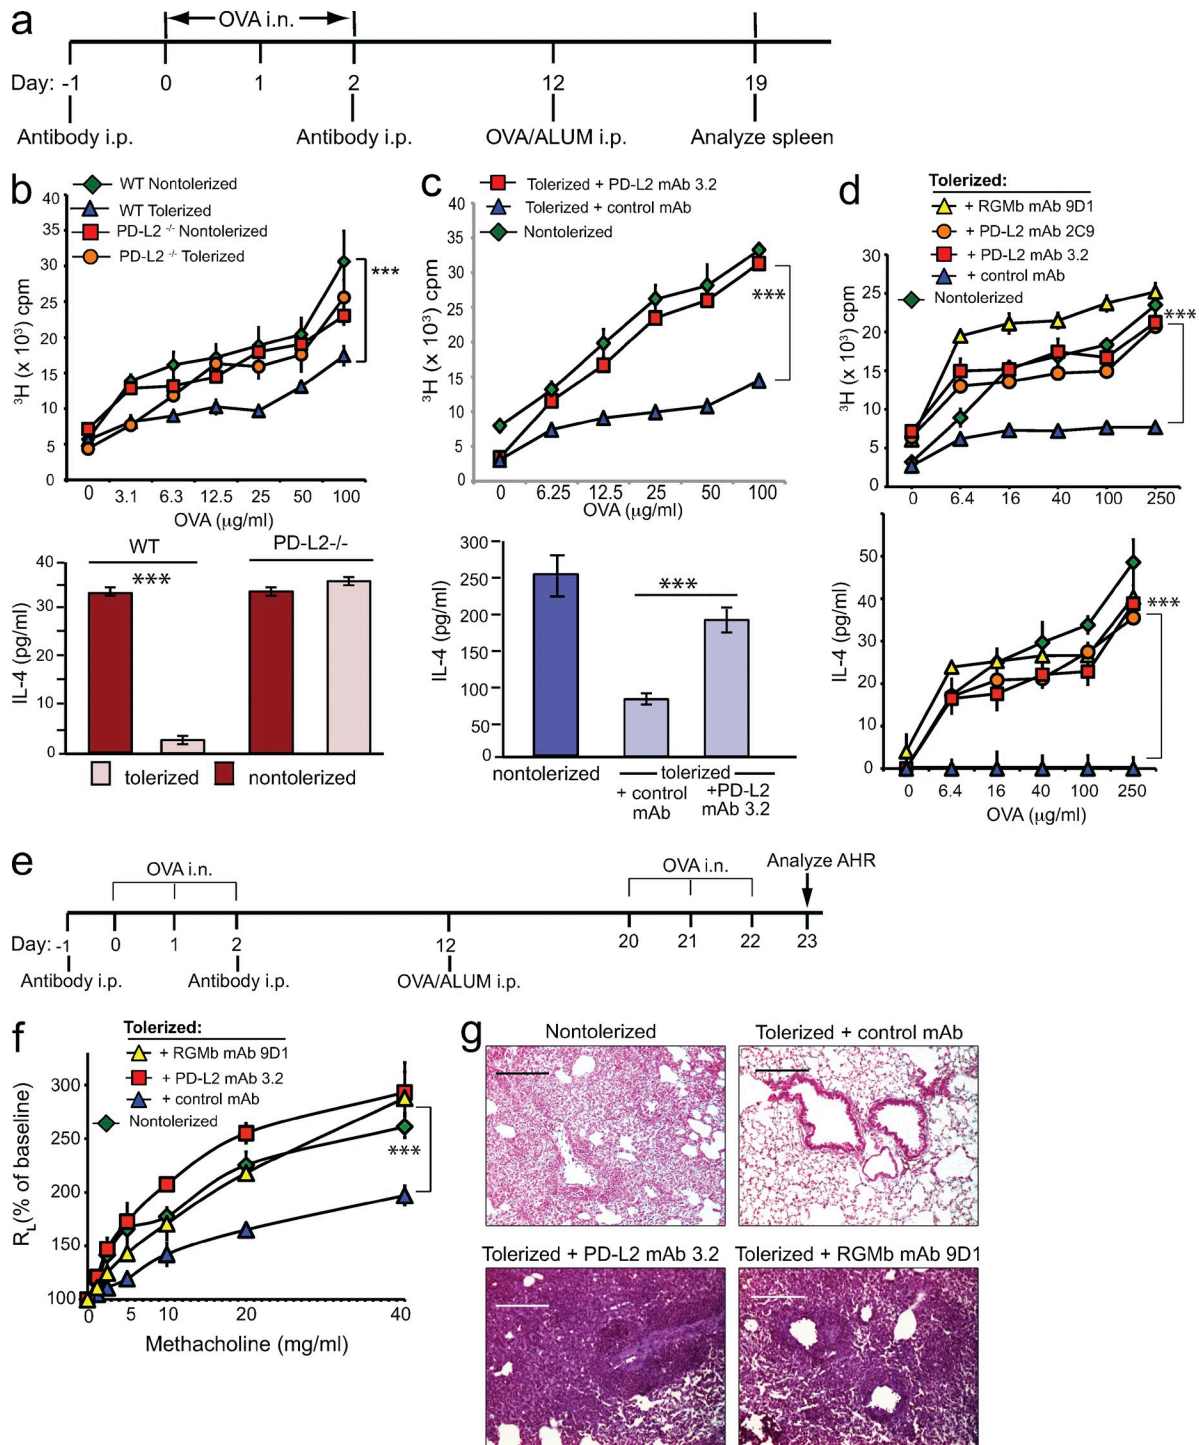 a
OVA i.n.
Day: -1 0 1 2 12 19
Antibody i.p. Antibody i.p. OVA/ALUM i.p. Analyze spleen
b
WT Nontolerized
WT Tolerized
PD-L2 -/- Nontolerized
PD-L2 -/- Tolerized
40
35
30
25
20
15
10
5
0
³H (x 10³) cpm
***
0 3.1 6.3 12.5 25 50 100
OVA (µg/ml)
WT PD-L2-/-
***
40
30
20
10
0
IL-4 (pg/ml)
tolerized nontolerized
c
Tolerized + PD-L2 mAb 3.2
Tolerized + control mAb
Nontolerized
40
35
30
25
20
15
10
5
0
³H (x 10³) cpm
***
0 6.25 12.5 25 50 100
OVA (µg/ml)
300
250
200
150
100
50
0
IL-4 (pg/ml)
***
nontolerized
tolerized
+ control mAb
+PD-L2 mAb 3.2
d
Tolerized:
+ RGMb mAb 9D1
+ PD-L2 mAb 2C9
+ PD-L2 mAb 3.2
+ control mAb
Nontolerized
30
25
20
15
10
5
0
³H (x 10³) cpm
***
0 6.4 16 40 100 250
50
40
30
20
10
0
IL-4 (pg/ml)
***
0 6.4 16 40 100 250
OVA (µg/ml)
e
OVA i.n. OVA i.n. Analyze AHR
Day: -1 0 1 2 12 20 21 22 23
Antibody i.p. Antibody i.p. OVA/ALUM i.p.
f
Tolerized:
+ RGMb mAb 9D1
+ PD-L2 mAb 3.2
+ control mAb
Nontolerized
300
250
200
150
100
RL(% of baseline)
***
0 5 10 20 40
Methacholine (mg/ml)
g
Nontolerized Tolerized + control mAb
Tolerized + PD-L2 mAb 3.2 Tolerized + RGMb mAb 9D1